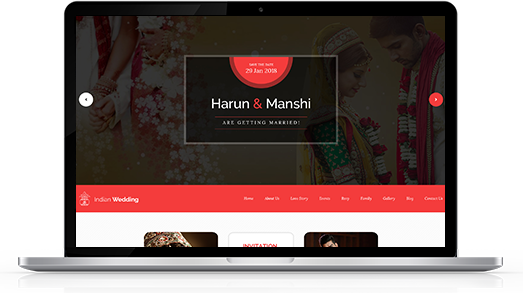 SAVE THE DATE
29 Jan 2018
Harun & Manshi
ARE GETTING MARRIED!
Indian Wedding
Home About Us Love Story Events Rsvp Family Gallery Blog Contact Us
INVITATION